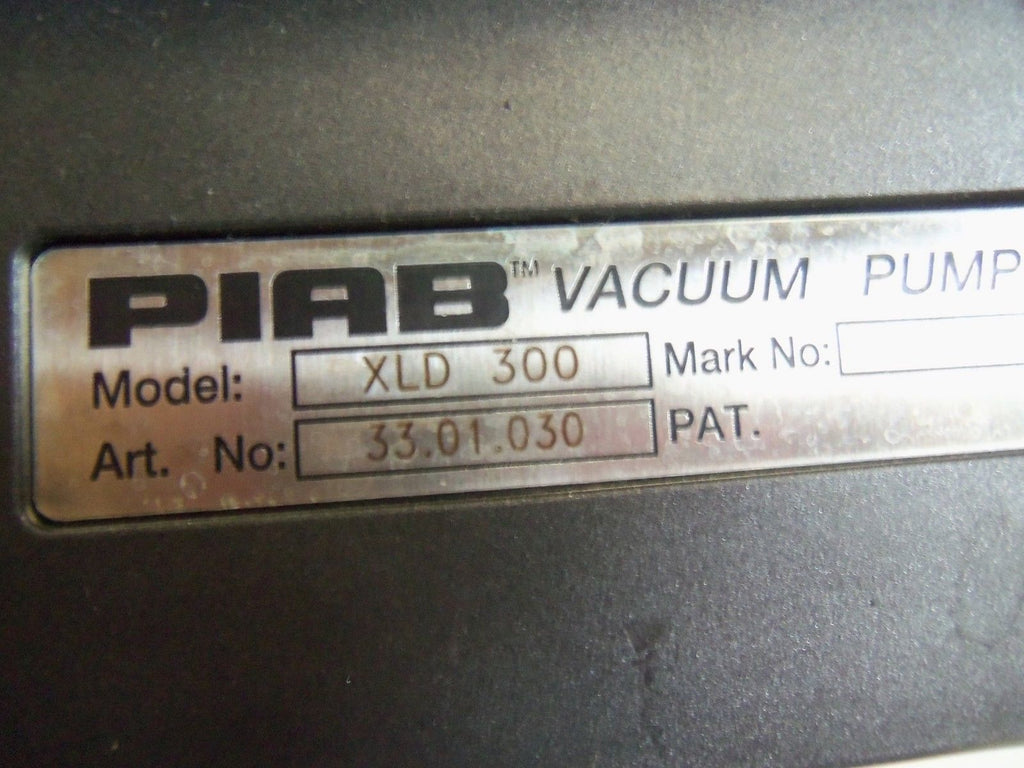 PIAB™ VACUUM PUMP
Model: XLD 300 Mark No:
Art. No: 33.01.030 PAT.